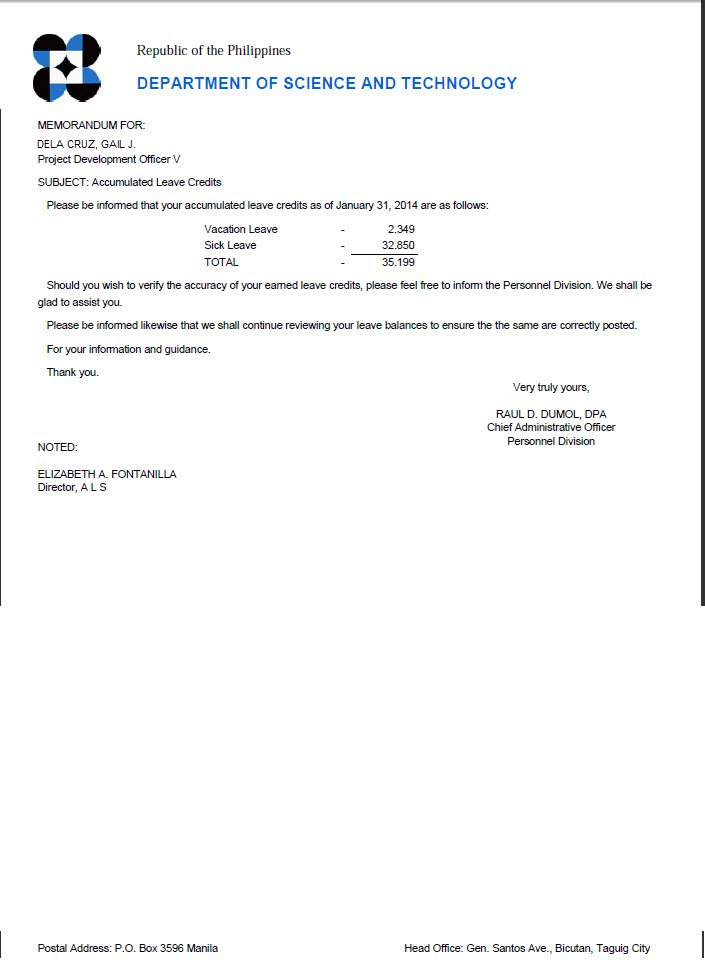 Republic of the Philippines
DEPARTMENT OF SCIENCE AND TECHNOLOGY
MEMORANDUM FOR:
DELA CRUZ, GAIL J.
Project Development Officer V
SUBJECT: Accumulated Leave Credits
Please be informed that your accumulated leave credits as of January 31, 2014 are as follows:
Vacation Leave - 2.349
Sick Leave - 32.850
TOTAL - 35.199
Should you wish to verify the accuracy of your earned leave credits, please feel free to inform the Personnel Division. We shall be
glad to assist you.
Please be informed likewise that we shall continue reviewing your leave balances to ensure the the same are correctly posted.
For your information and guidance.
Thank you.
Very truly yours,
RAUL D. DUMOL, DPA
Chief Administrative Officer
Personnel Division
NOTED:
ELIZABETH A. FONTANILLA
Director, A L S
Postal Address: P.O. Box 3596 Manila
Head Office: Gen. Santos Ave., Bicutan, Taguig City